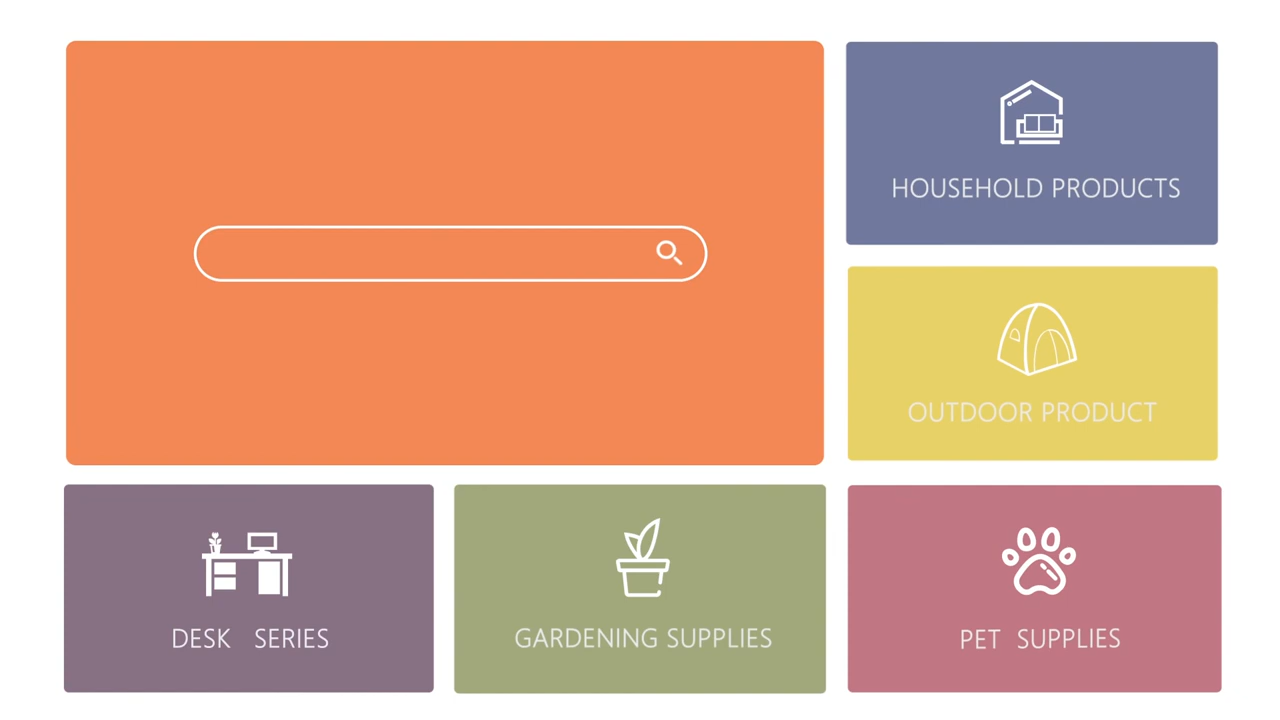 HOUSEHOLD PRODUCTS
OUTDOOR PRODUCT
DESK SERIES
GARDENING SUPPLIES
PET SUPPLIES